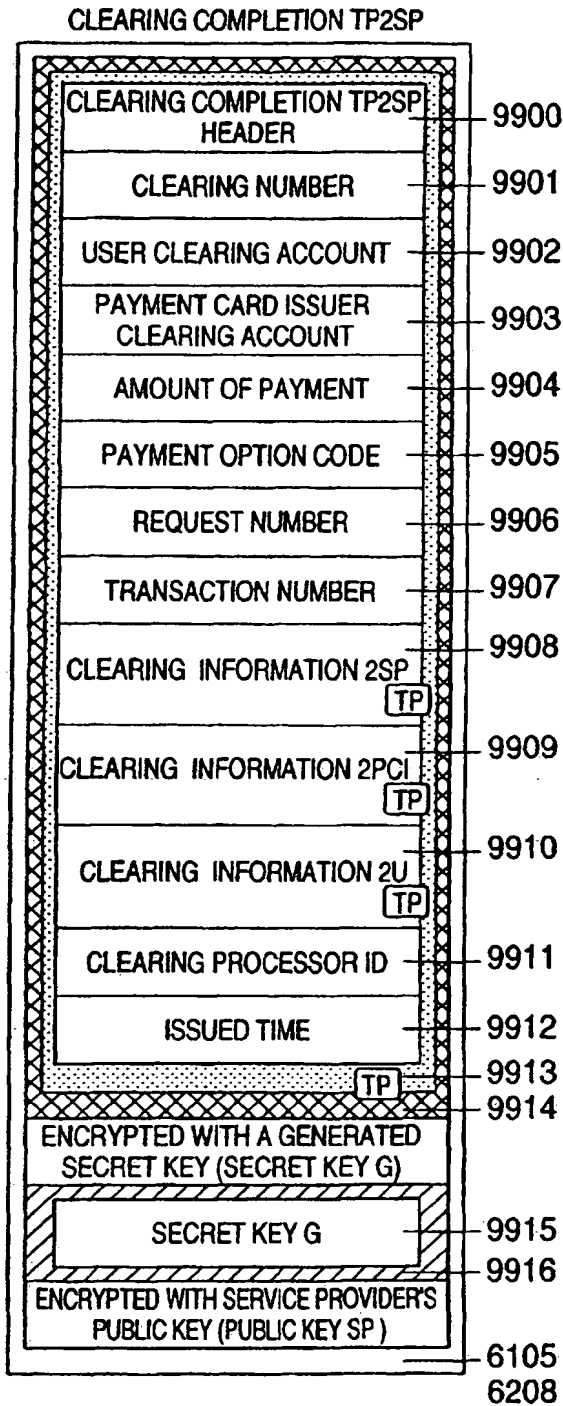 CLEARING COMPLETION TP2SP
CLEARING COMPLETION TP2SP
HEADER
9900
CLEARING NUMBER
9901
USER CLEARING ACCOUNT
9902
PAYMENT CARD ISSUER
CLEARING ACCOUNT
9903
AMOUNT OF PAYMENT
9904
PAYMENT OPTION CODE
9905
REQUEST NUMBER
9906
TRANSACTION NUMBER
9907
CLEARING INFORMATION 2SP
9908
TP
CLEARING INFORMATION 2PCI
9909
TP
CLEARING INFORMATION 2U
9910
TP
CLEARING PROCESSOR ID
9911
ISSUED TIME
9912
TP
9913
9914
ENCRYPTED WITH A GENERATED
SECRET KEY (SECRET KEY G)
SECRET KEY G
9915
9916
ENCRYPTED WITH SERVICE PROVIDER'S
PUBLIC KEY (PUBLIC KEY SP )
6105
6208